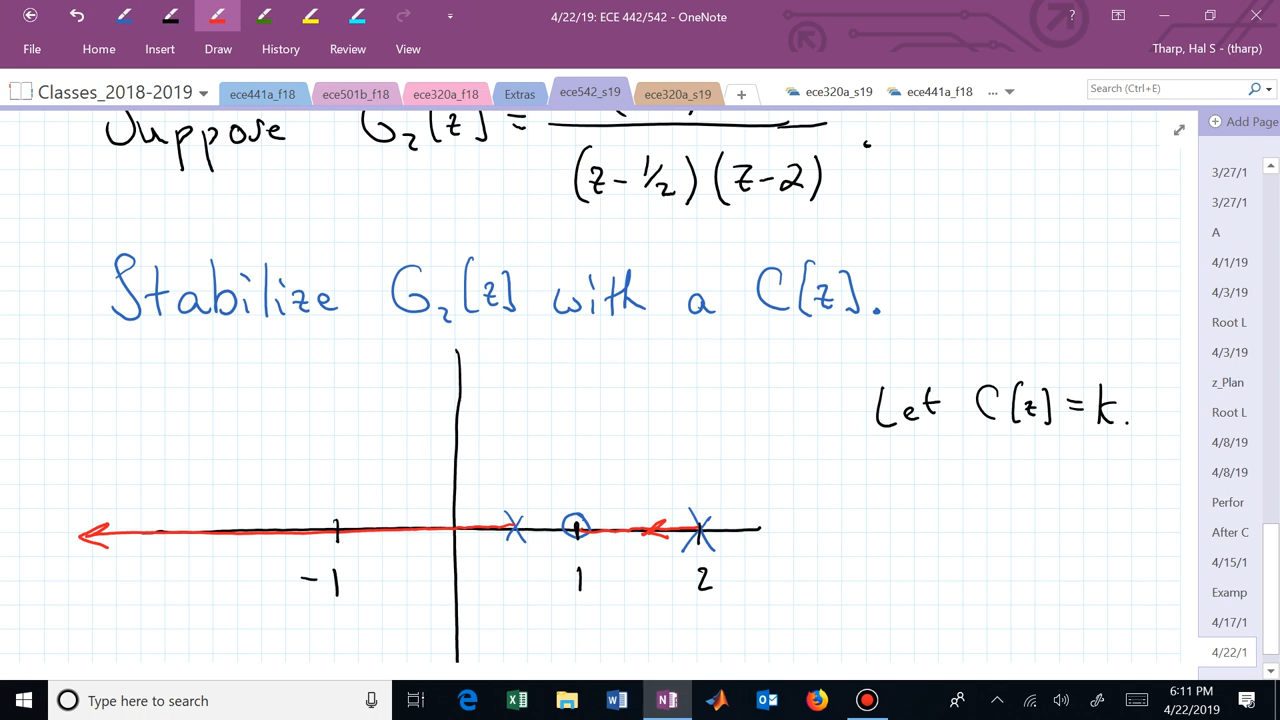 4/22/19: ECE 442/542 - OneNote
File Home Insert Draw History Review View
Tharp, Hal S - (tharp)
Classes_2018-2019 ece441a_f18 ece501b_f18 ece320a_f18 Extras ece542_s19 ece320a_s19 + ece320a_s19 ece441a_f18 ... Search (Ctrl+E)
Add Page
Suppose G₂[z] =
(z - 1/2) (z - 2) .
Stabilize G₂[z] with a C[z].
Let C[z] = k.
-1 1 2
3/27/1
3/27/1
A
4/1/19
4/3/19
Root L
4/3/19
z_Plan
Root L
4/8/19
4/8/19
Perfor
After C
4/15/1
Examp
4/17/1
4/22/1
Type here to search
6:11 PM
4/22/2019